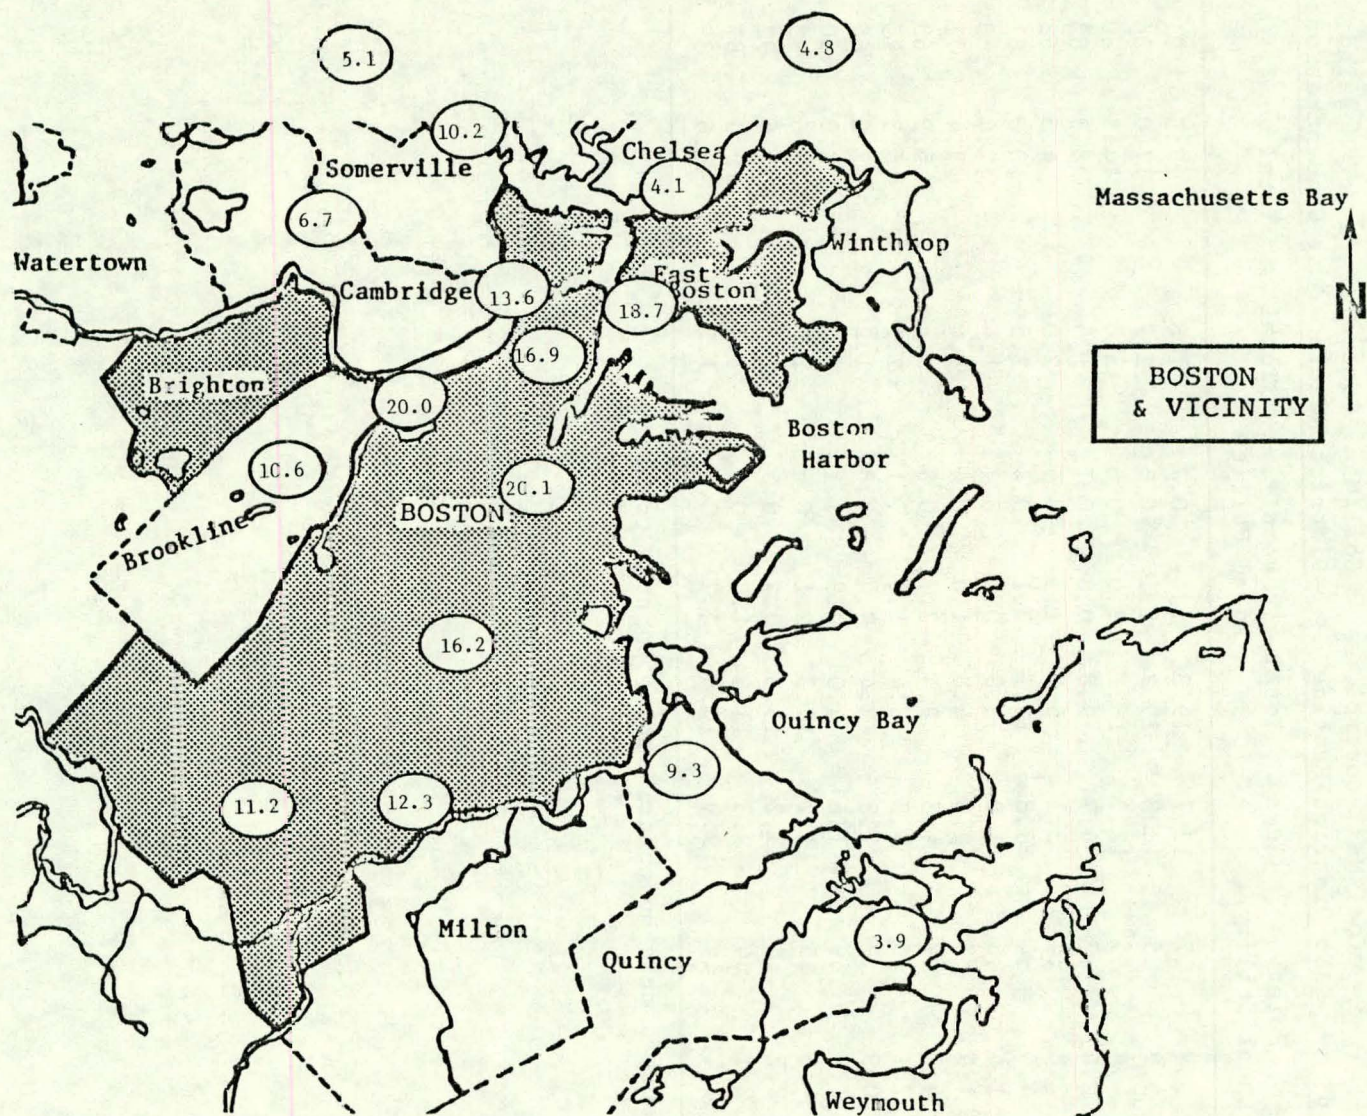 5.1
4.8
10.2
Chelsea
Somerville
4.1
Massachusetts Bay
6.7
Winthrop
Watertown
East
Boston
Cambridge
13.6
18.7
N
16.9
BOSTON
& VICINITY
Brighton
20.0
Boston
Harbor
10.6
20.1
BOSTON
Brookline
16.2
Quincy Bay
9.3
11.2
12.3
Milton
3.9
Quincy
Weymouth